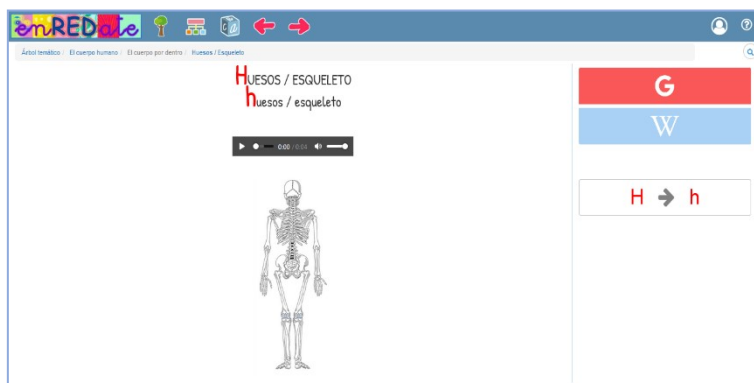 enREDate
Árbol temático / El cuerpo humano / El cuerpo por dentro / Huesos / Esqueleto
HUESOS / ESQUELETO
huesos / esqueleto
0:00 / 0:04
G
W
H h